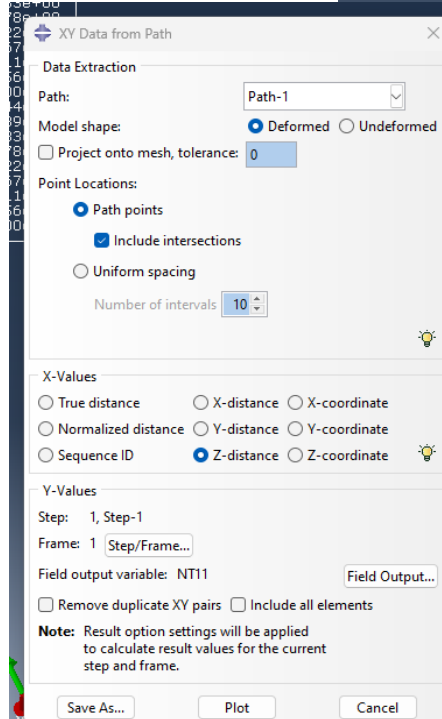 XY Data from Path
Data Extraction
Path: Path-1
Model shape: Deformed Undeformed
Project onto mesh, tolerance: 0
Point Locations:
Path points
Include intersections
Uniform spacing
Number of intervals 10
X-Values
True distance X-distance X-coordinate
Normalized distance Y-distance Y-coordinate
Sequence ID Z-distance Z-coordinate
Y-Values
Step: 1, Step-1
Frame: 1 Step/Frame...
Field output variable: NT11 Field Output...
Remove duplicate XY pairs Include all elements
Note: Result option settings will be applied
to calculate result values for the current
step and frame.
Save As... Plot Cancel